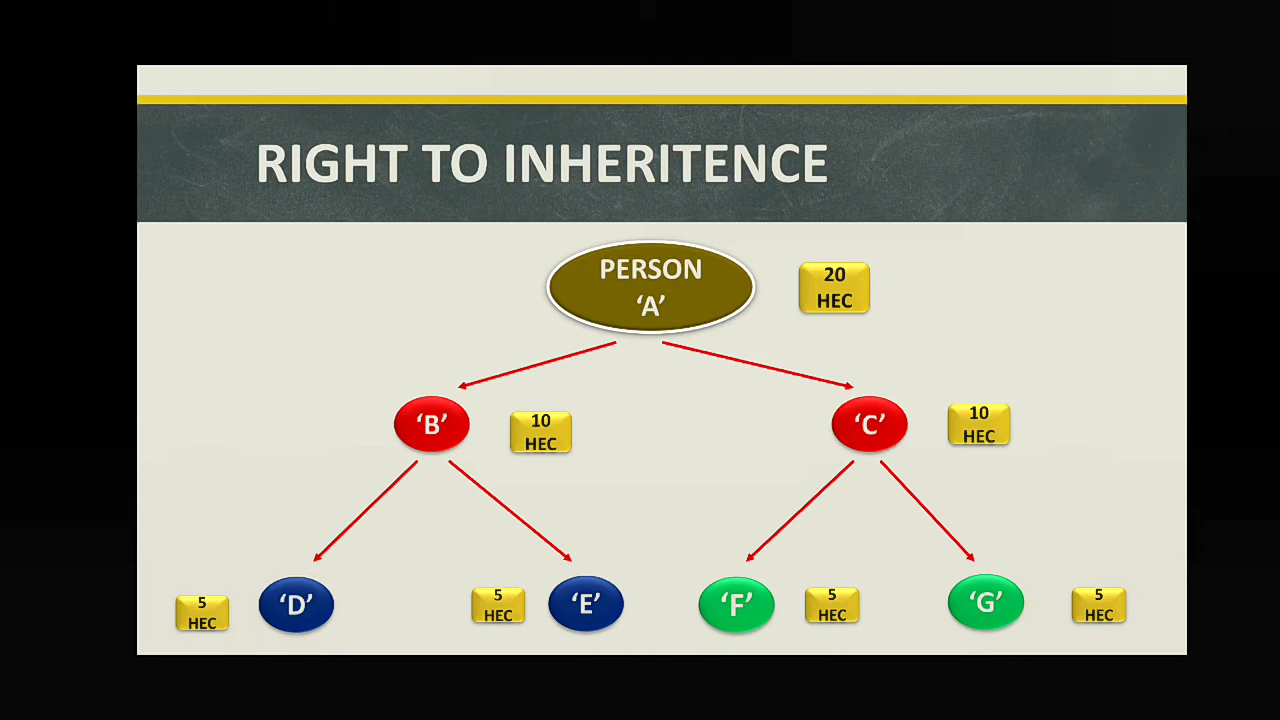 RIGHT TO INHERITENCE
PERSON
‘A’
20
HEC
‘B’
10
HEC
‘C’
10
HEC
5
HEC
‘D’
5
HEC
‘E’
‘F’
5
HEC
‘G’
5
HEC